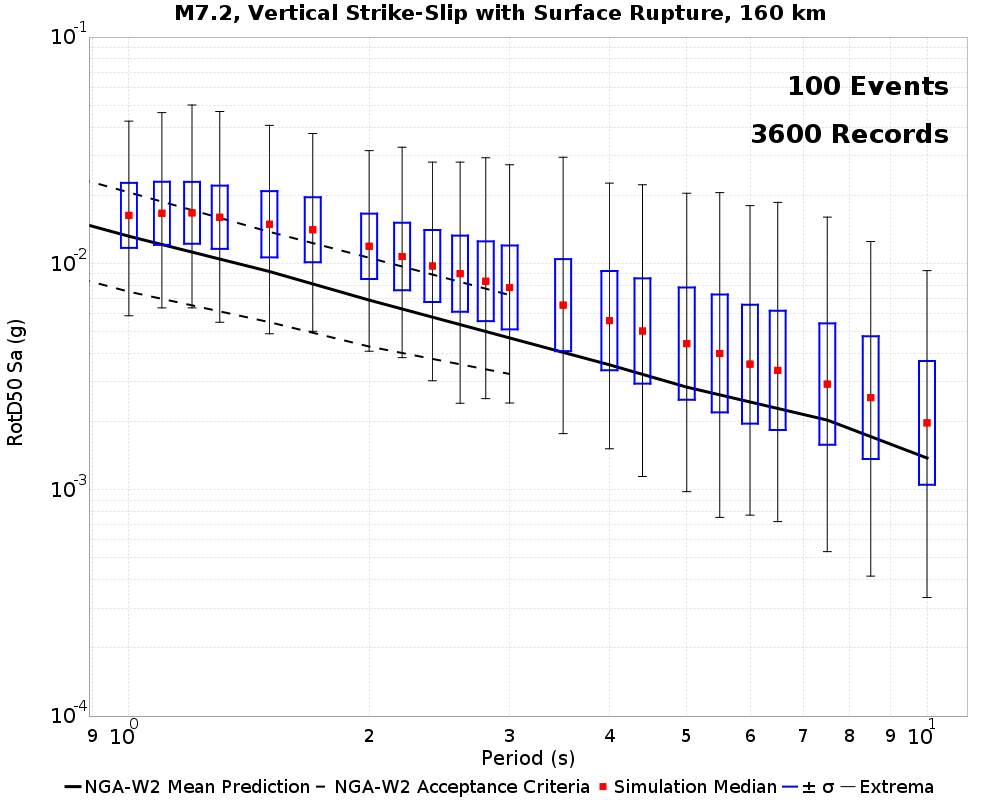 M7.2, Vertical Strike-Slip with Surface Rupture, 160 km
100 Events
3600 Records
RotD50 Sa (g)
10-1
10-2
10-3
10-4
9 100 2 3 4 5 6 7 8 9 101
Period (s)
NGA-W2 Mean Prediction NGA-W2 Acceptance Criteria Simulation Median ± σ Extrema